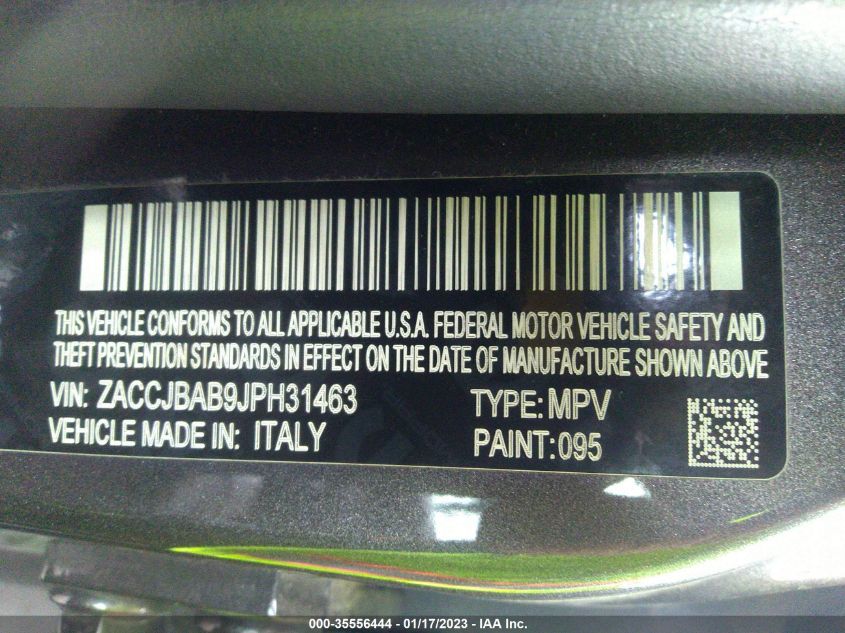 THIS VEHICLE CONFORMS TO ALL APPLICABLE U.S.A. FEDERAL MOTOR VEHICLE SAFETY AND
THEFT PREVENTION STANDARDS IN EFFECT ON THE DATE OF MANUFACTURE SHOWN ABOVE
VIN: ZACCJBAB9JPH31463 TYPE: MPV
VEHICLE MADE IN: ITALY PAINT: 095
000-35556444 - 01/17/2023 - IAA Inc.